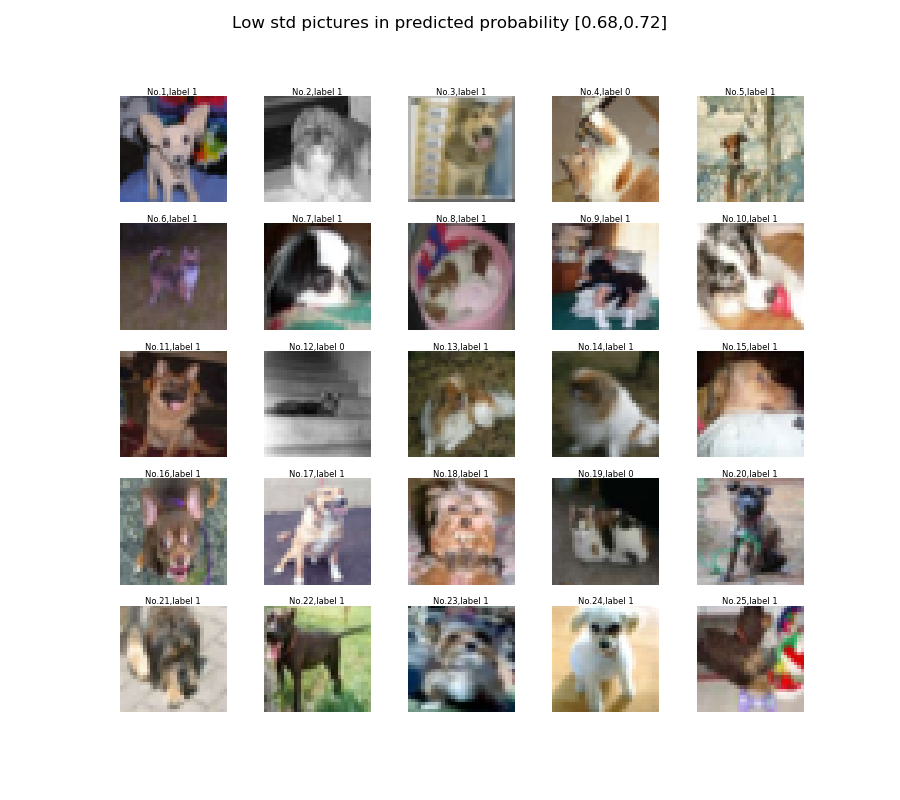 Low std pictures in predicted probability [0.68,0.72]
No.1,label 1
No.2,label 1
No.3,label 1
No.4,label 0
No.5,label 1
No.6,label 1
No.7,label 1
No.8,label 1
No.9,label 1
No.10,label 1
No.11,label 1
No.12,label 0
No.13,label 1
No.14,label 1
No.15,label 1
No.16,label 1
No.17,label 1
No.18,label 1
No.19,label 0
No.20,label 1
No.21,label 1
No.22,label 1
No.23,label 1
No.24,label 1
No.25,label 1